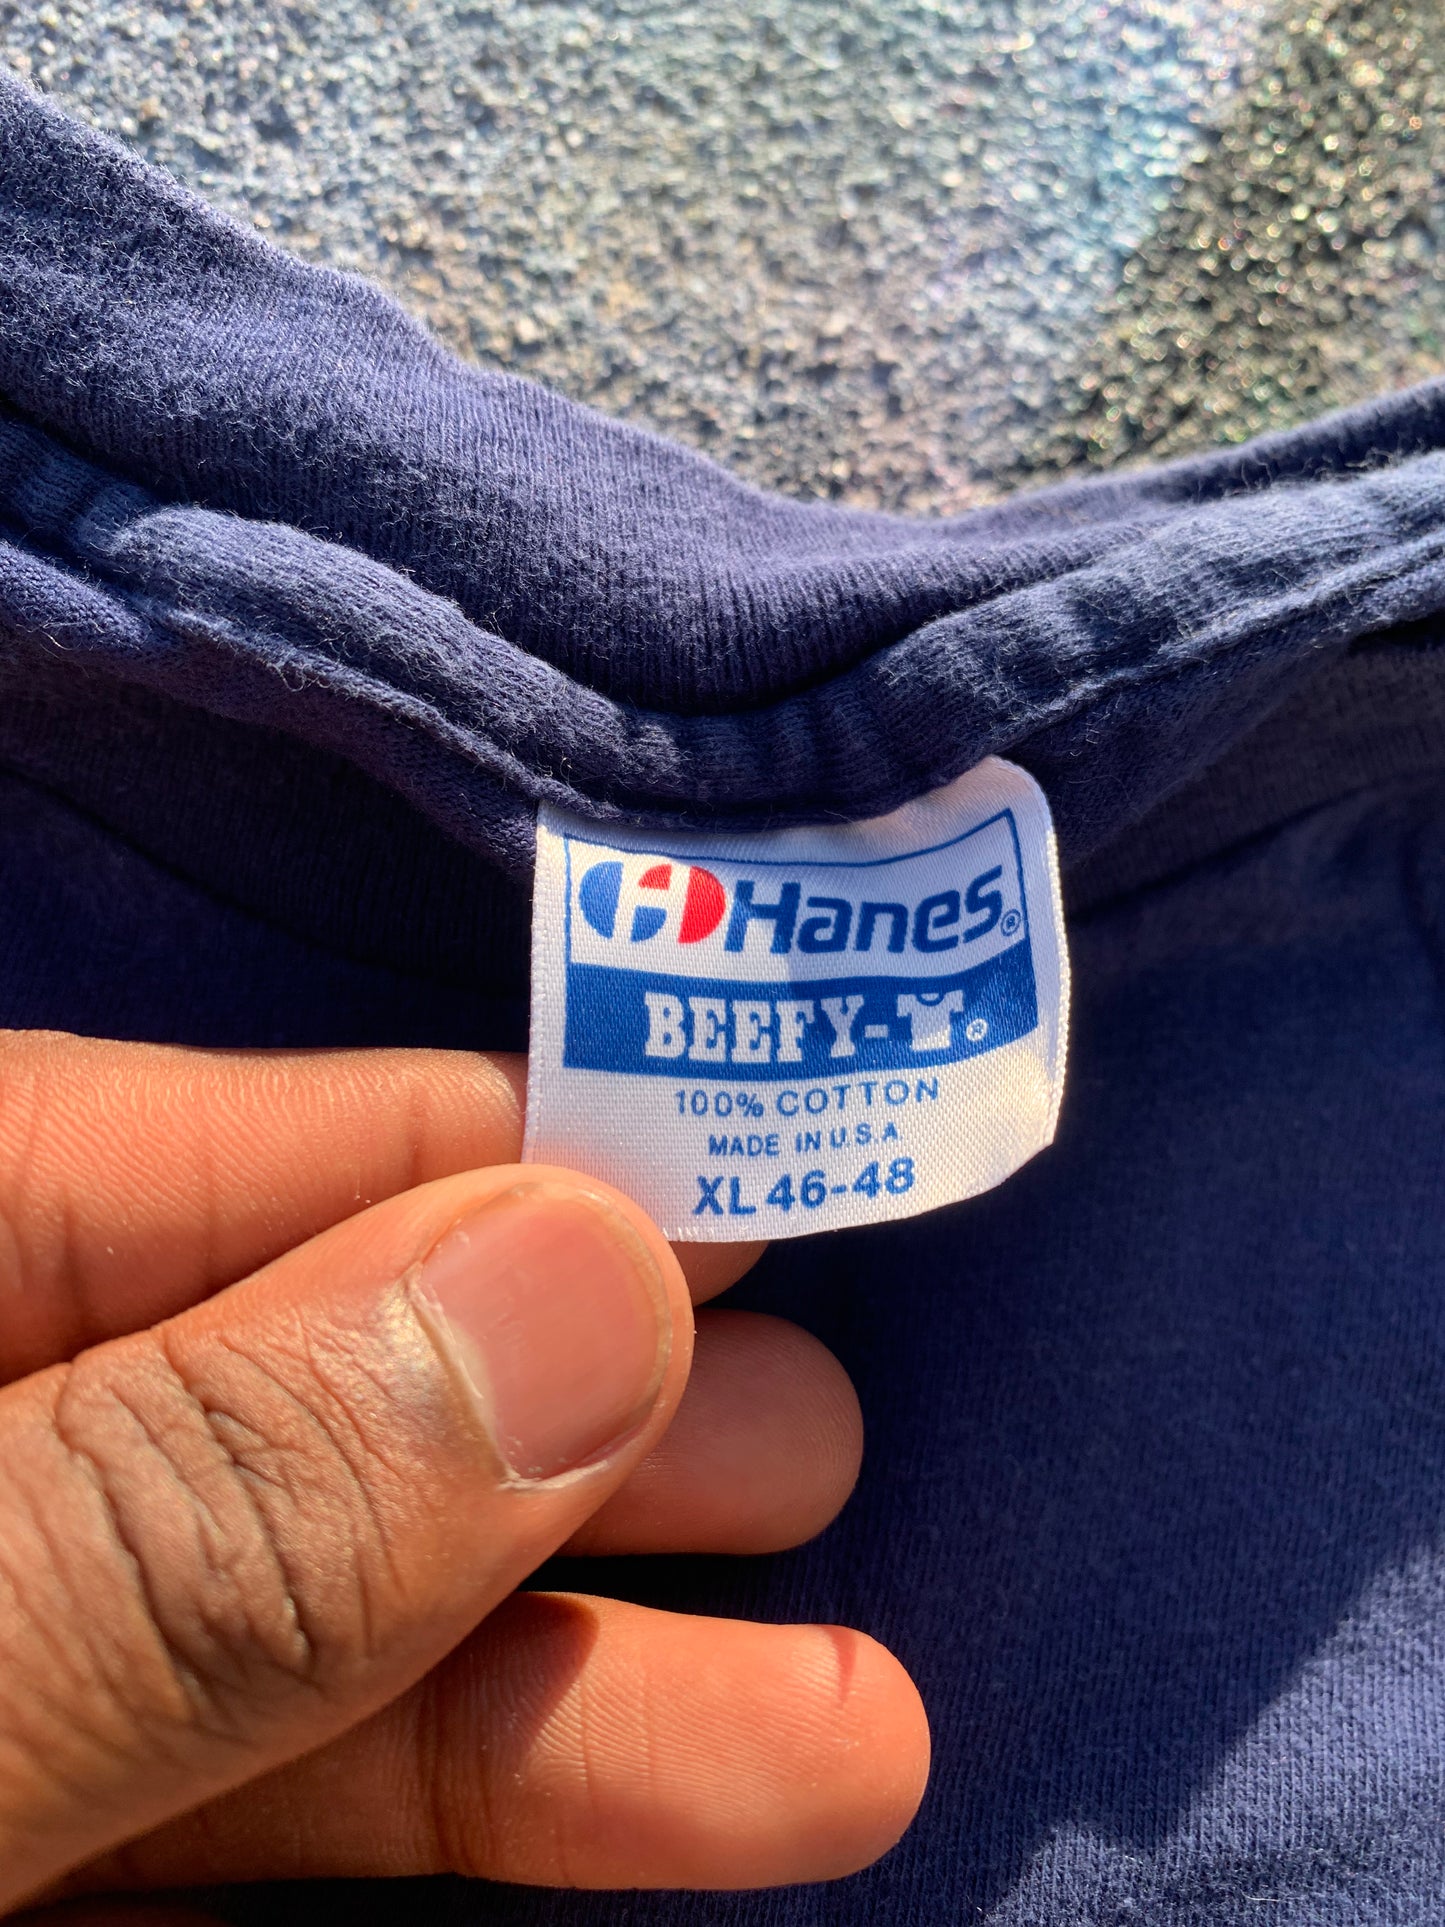 H Hanes®
BEEFY-T®
100% COTTON
MADE IN U.S.A
XL 46-48